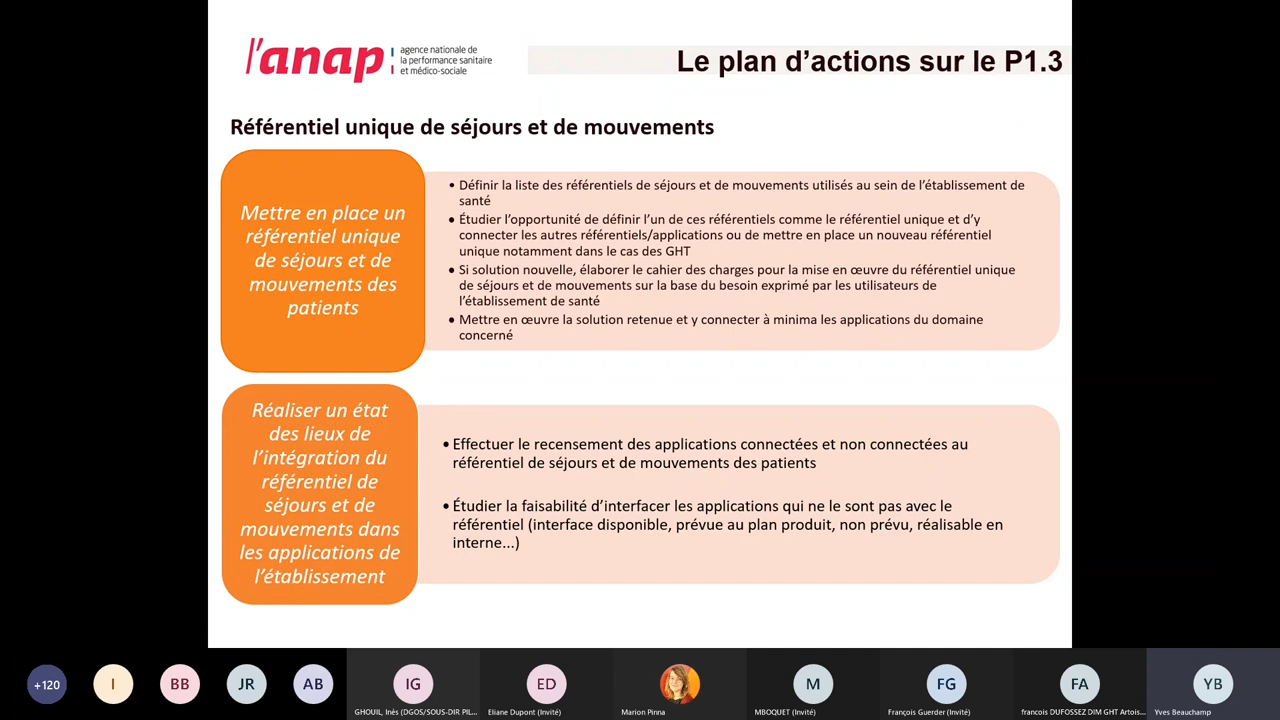 l'anap
agence nationale de
la performance sanitaire
et médico-sociale
Le plan d'actions sur le P1.3
Référentiel unique de séjours et de mouvements
Mettre en place un
référentiel unique
de séjours et de
mouvements des
patients
• Définir la liste des référentiels de séjours et de mouvements utilisés au sein de l'établissement de
santé
• Étudier l'opportunité de définir l'un de ces référentiels comme le référentiel unique et d'y
connecter les autres référentiels/applications ou de mettre en place un nouveau référentiel
unique notamment dans le cas des GHT
• Si solution nouvelle, élaborer le cahier des charges pour la mise en œuvre du référentiel unique
de séjours et de mouvements sur la base du besoin exprimé par les utilisateurs de
l'établissement de santé
• Mettre en œuvre la solution retenue et y connecter à minima les applications du domaine
concerné
Réaliser un état
des lieux de
l'intégration du
référentiel de
séjours et de
mouvements dans
les applications de
l'établissement
• Effectuer le recensement des applications connectées et non connectées au
référentiel de séjours et de mouvements des patients
• Étudier la faisabilité d'interfacer les applications qui ne le sont pas avec le
référentiel (interface disponible, prévue au plan produit, non prévu, réalisable en
interne...)
+120
I
BB
JR
AB
IG
ED
M
FG
FA
YB
GHOUIL, Inès (DGOS/SOUS-DIR PIL...
Eliane Dupont (Invité)
Marion Pinna
MBOQUET (Invité)
François Guerder (Invité)
francois DUFOSSEZ DIM GHT Artois...
Yves Beauchamp